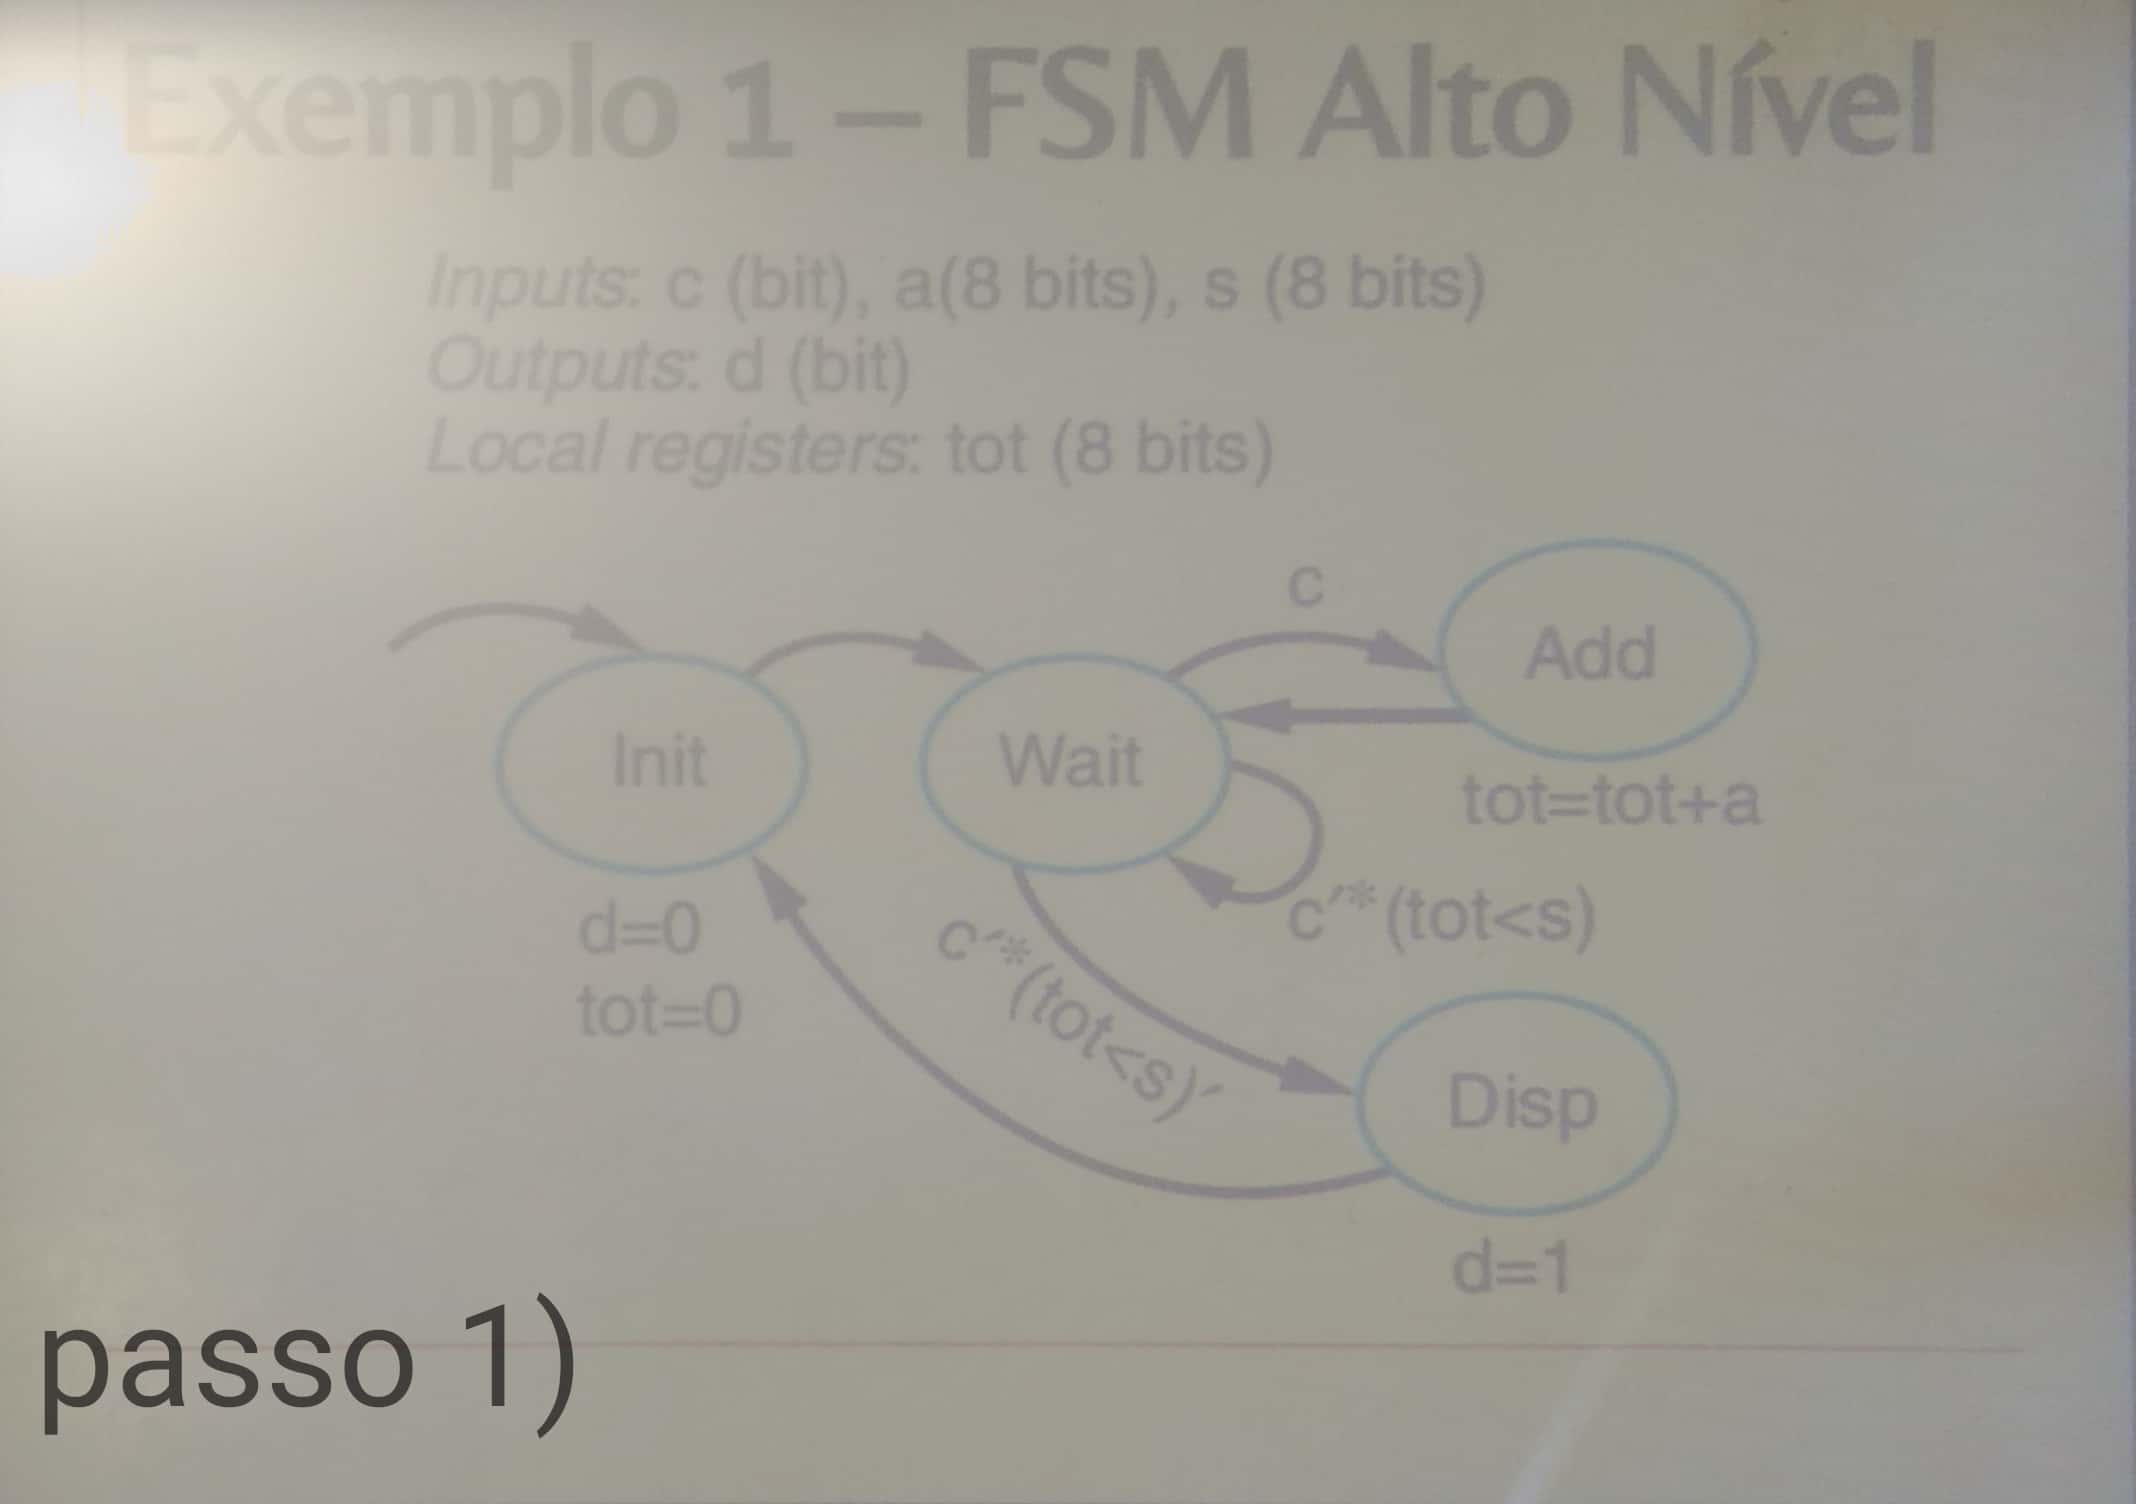 Exemplo 1 – FSM Alto Nível
Inputs: c (bit), a(8 bits), s (8 bits)
Outputs: d (bit)
Local registers: tot (8 bits)
c
Add
Init
Wait
tot=tot+a
c′*(tot<s)
d=0
tot=0
c′*(tot<s)′
Disp
d=1
passo 1)